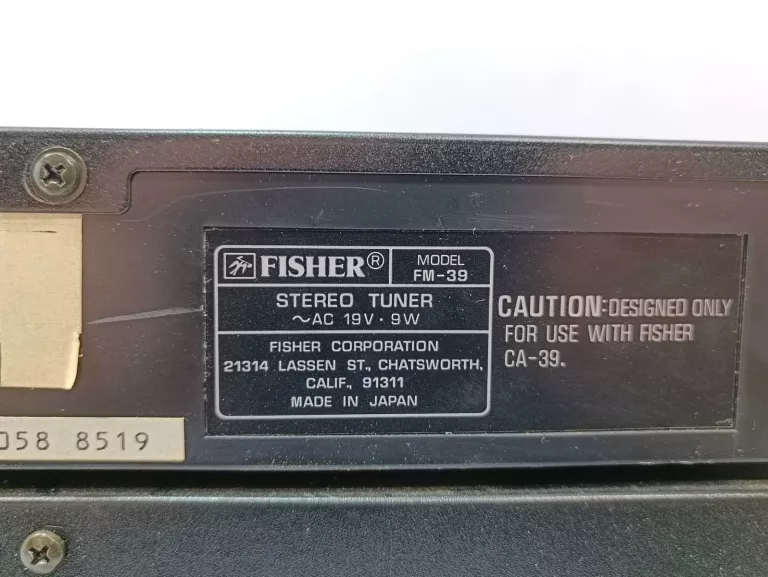 FISHER®
MODEL
FM-39
STEREO TUNER
~AC 19V · 9W
FISHER CORPORATION
21314 LASSEN ST., CHATSWORTH,
CALIF., 91311
MADE IN JAPAN
CAUTION: DESIGNED ONLY
FOR USE WITH FISHER
CA-39.
058 8519